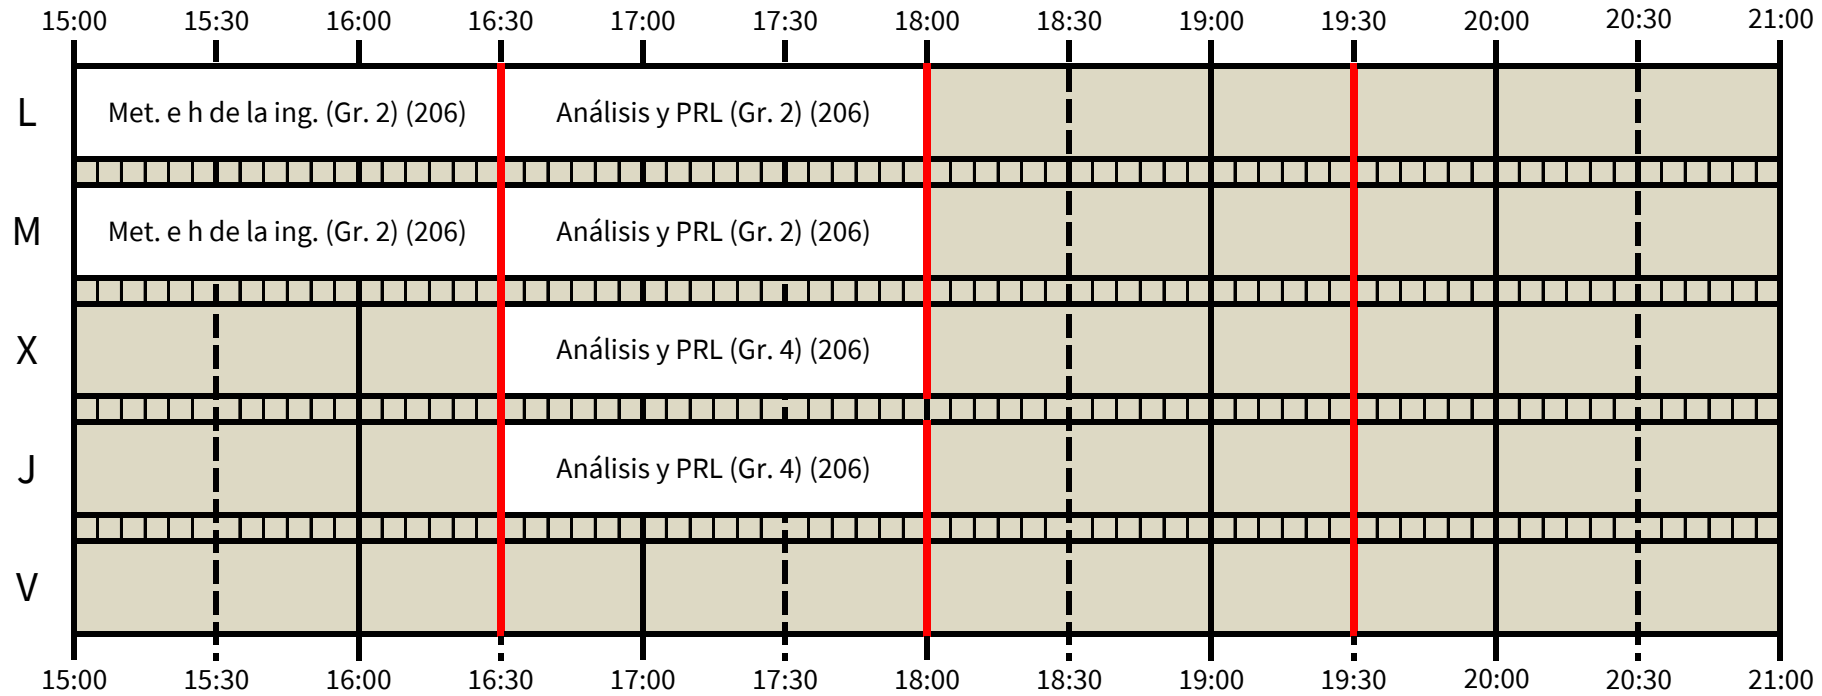 15:00 15:30 16:00 16:30 17:00 17:30 18:00 18:30 19:00 19:30 20:00 20:30 21:00
L Met. e h de la ing. (Gr. 2) (206) Análisis y PRL (Gr. 2) (206)
M Met. e h de la ing. (Gr. 2) (206) Análisis y PRL (Gr. 2) (206)
X Análisis y PRL (Gr. 4) (206)
J Análisis y PRL (Gr. 4) (206)
V
15:00 15:30 16:00 16:30 17:00 17:30 18:00 18:30 19:00 19:30 20:00 20:30 21:00